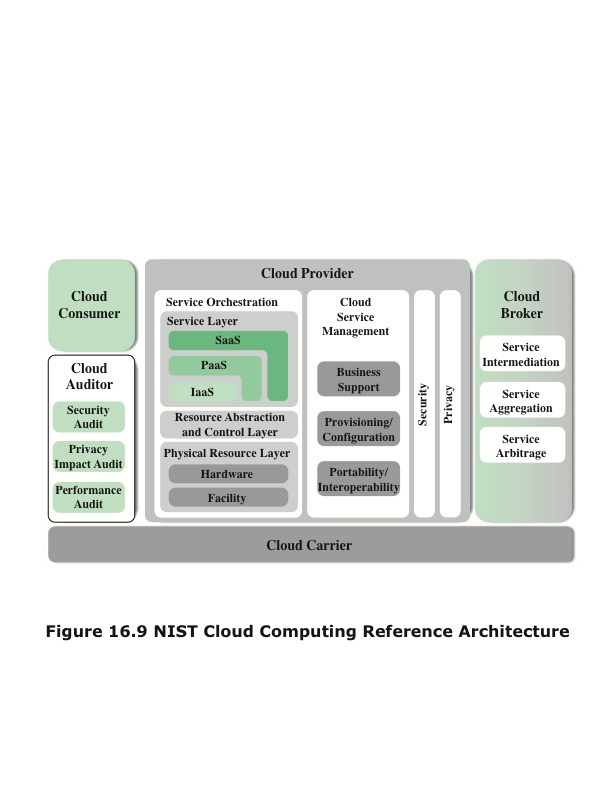 Cloud
Consumer
Cloud
Auditor
Security
Audit
Privacy
Impact Audit
Performance
Audit
Cloud Provider
Service Orchestration
Service Layer
SaaS
PaaS
IaaS
Resource Abstraction
and Control Layer
Physical Resource Layer
Hardware
Facility
Cloud
Service
Management
Business
Support
Provisioning/
Configuration
Portability/
Interoperability
Security
Privacy
Cloud
Broker
Service
Intermediation
Service
Aggregation
Service
Arbitrage
Cloud Carrier
Figure 16.9 NIST Cloud Computing Reference Architecture